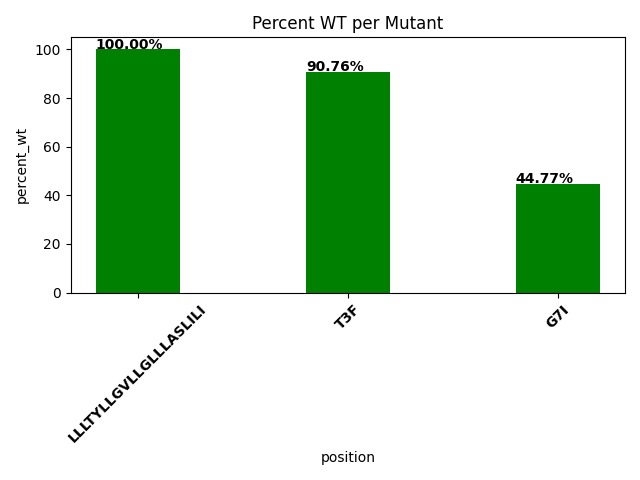 Percent WT per Mutant
percent_wt
100
80
60
40
20
0
100.00%
90.76%
44.77%
LLLTYLLGVLLGLLLASLILI
T3F
G7I
position